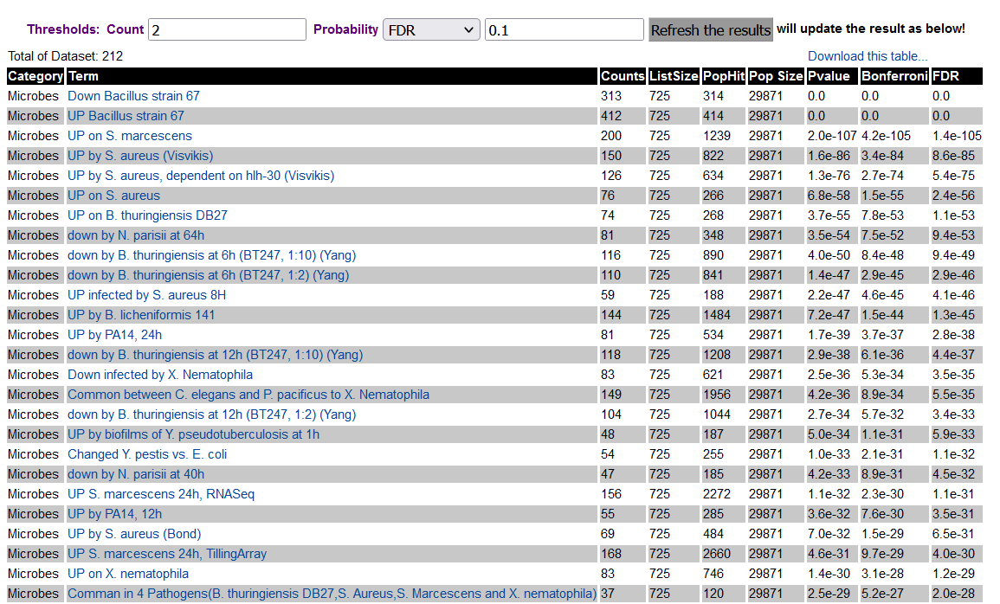 Thresholds: Count 2 Probability FDR 0.1 Refresh the results will update the result as below!
Total of Dataset: 212 Download this table...
Category Term Counts ListSize PopHit Pop Size Pvalue Bonferroni FDR
Microbes Down Bacillus strain 67 313 725 314 29871 0.0 0.0 0.0
Microbes UP Bacillus strain 67 412 725 414 29871 0.0 0.0 0.0
Microbes UP on S. marcescens 200 725 1239 29871 2.0e-107 4.2e-105 1.4e-105
Microbes UP by S. aureus (Visvikis) 150 725 822 29871 1.6e-86 3.4e-84 8.6e-85
Microbes UP by S. aureus, dependent on hlh-30 (Visvikis) 126 725 634 29871 1.3e-76 2.7e-74 5.4e-75
Microbes UP on S. aureus 76 725 266 29871 6.8e-58 1.5e-55 2.4e-56
Microbes UP on B. thuringiensis DB27 74 725 268 29871 3.7e-55 7.8e-53 1.1e-53
Microbes down by N. parisii at 64h 81 725 348 29871 3.5e-54 7.5e-52 9.4e-53
Microbes down by B. thuringiensis at 6h (BT247, 1:10) (Yang) 116 725 890 29871 4.0e-50 8.4e-48 9.4e-49
Microbes down by B. thuringiensis at 6h (BT247, 1:2) (Yang) 110 725 841 29871 1.4e-47 2.9e-45 2.9e-46
Microbes UP infected by S. aureus 8H 59 725 188 29871 2.2e-47 4.6e-45 4.1e-46
Microbes UP by B. licheniformis 141 144 725 1484 29871 7.2e-47 1.5e-44 1.3e-45
Microbes UP by PA14, 24h 81 725 534 29871 1.7e-39 3.7e-37 2.8e-38
Microbes down by B. thuringiensis at 12h (BT247, 1:10) (Yang) 118 725 1208 29871 2.9e-38 6.1e-36 4.4e-37
Microbes Down infected by X. Nematophila 83 725 621 29871 2.5e-36 5.3e-34 3.5e-35
Microbes Common between C. elegans and P. pacificus to X. Nematophila 149 725 1956 29871 4.2e-36 8.9e-34 5.5e-35
Microbes down by B. thuringiensis at 12h (BT247, 1:2) (Yang) 104 725 1044 29871 2.7e-34 5.7e-32 3.4e-33
Microbes UP by biofilms of Y. pseudotuberculosis at 1h 48 725 187 29871 5.0e-34 1.1e-31 5.9e-33
Microbes Changed Y. pestis vs. E. coli 54 725 255 29871 1.0e-33 2.1e-31 1.1e-32
Microbes down by N. parisii at 40h 47 725 185 29871 4.2e-33 8.9e-31 4.5e-32
Microbes UP S. marcescens 24h, RNASeq 156 725 2272 29871 1.1e-32 2.3e-30 1.1e-31
Microbes UP by PA14, 12h 55 725 285 29871 3.6e-32 7.6e-30 3.5e-31
Microbes UP by S. aureus (Bond) 69 725 484 29871 7.0e-32 1.5e-29 6.5e-31
Microbes UP S. marcescens 24h, TillingArray 168 725 2660 29871 4.6e-31 9.7e-29 4.0e-30
Microbes UP on X. nematophila 83 725 746 29871 1.4e-30 3.1e-28 1.2e-29
Microbes Comman in 4 Pathogens(B. thuringiensis DB27,S. Aureus,S. Marcescens and X. nematophila) 37 725 120 29871 2.5e-29 5.2e-27 2.0e-28